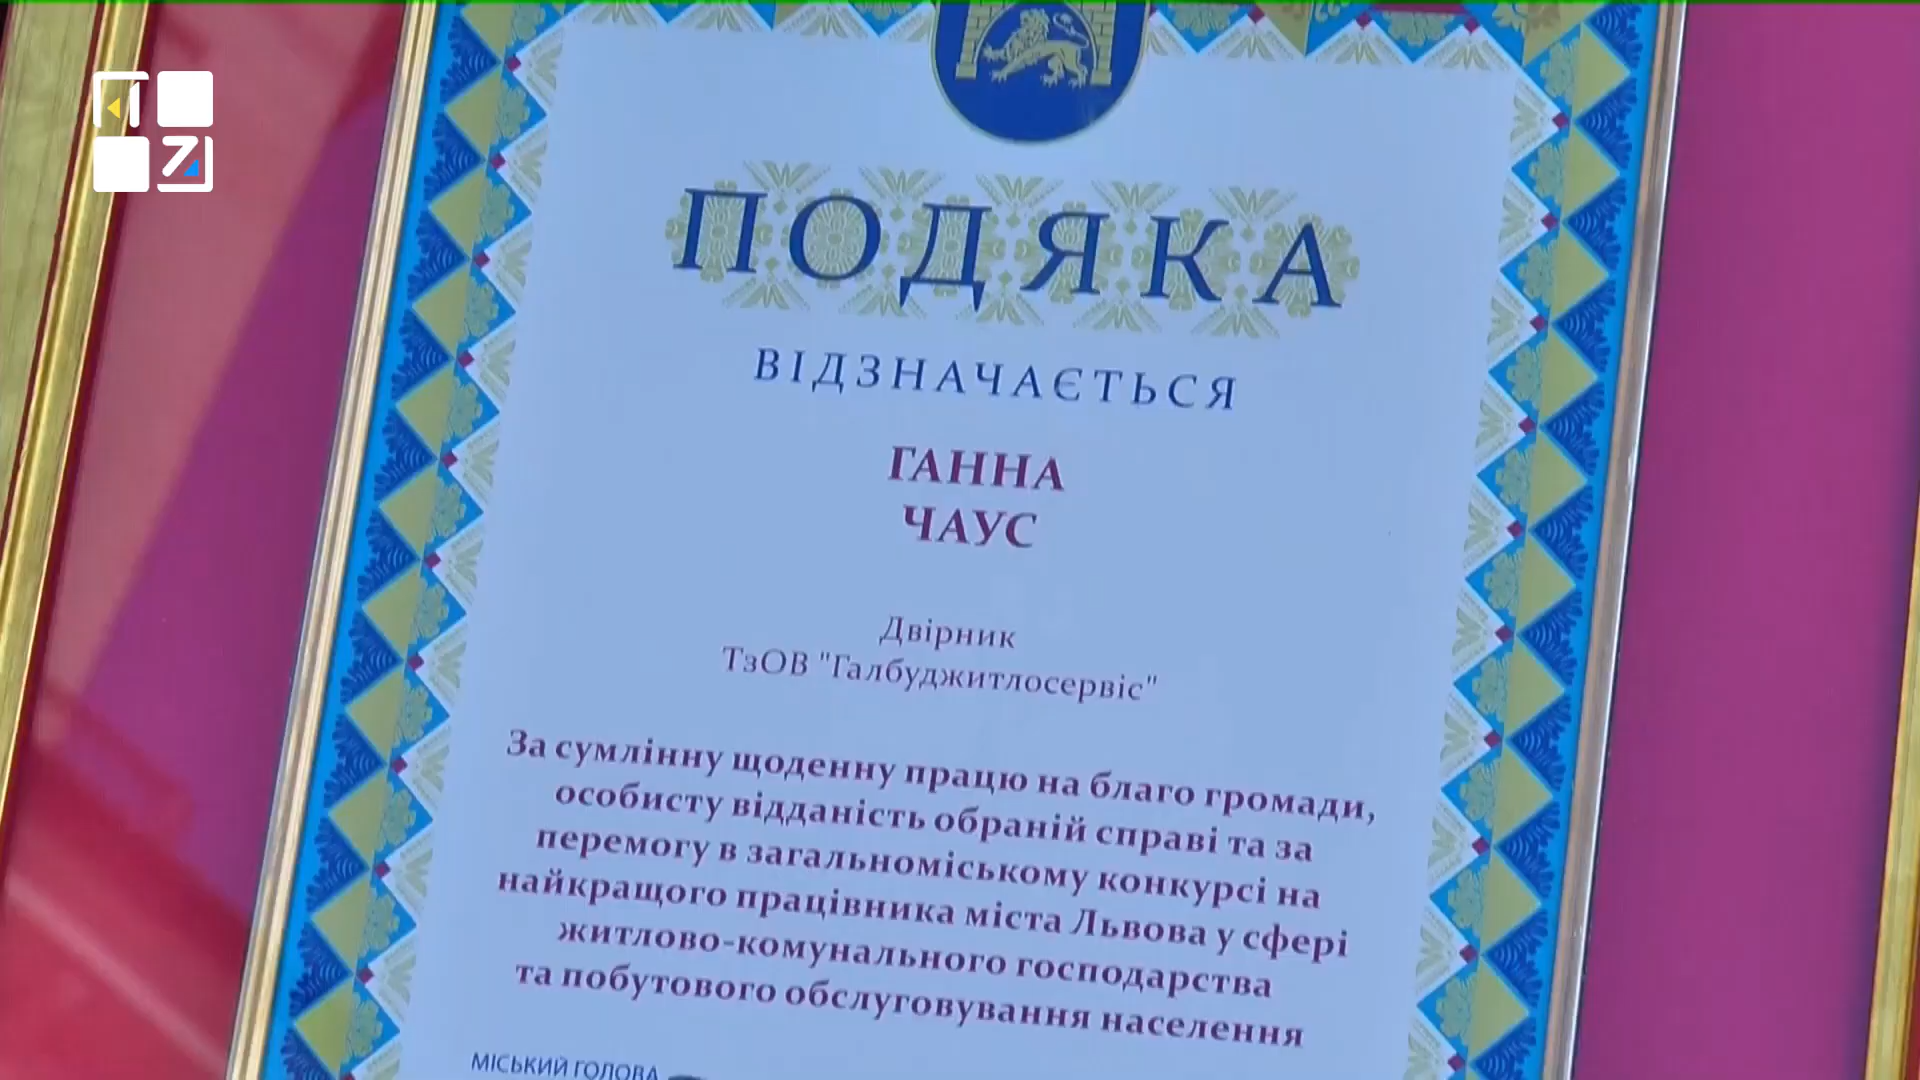 ПОДЯКА
ВІДЗНАЧАЄТЬСЯ
ГАННА
ЧАУС
Двірник
ТзОВ "Галбуджитлосервіс"
За сумлінну щоденну працю на благо громади,
особисту відданість обраній справі та за
перемогу в загальноміському конкурсі на
найкращого працівника міста Львова у сфері
житлово-комунального господарства
та побутового обслуговування населення
МІСЬКИЙ ГОЛОВА